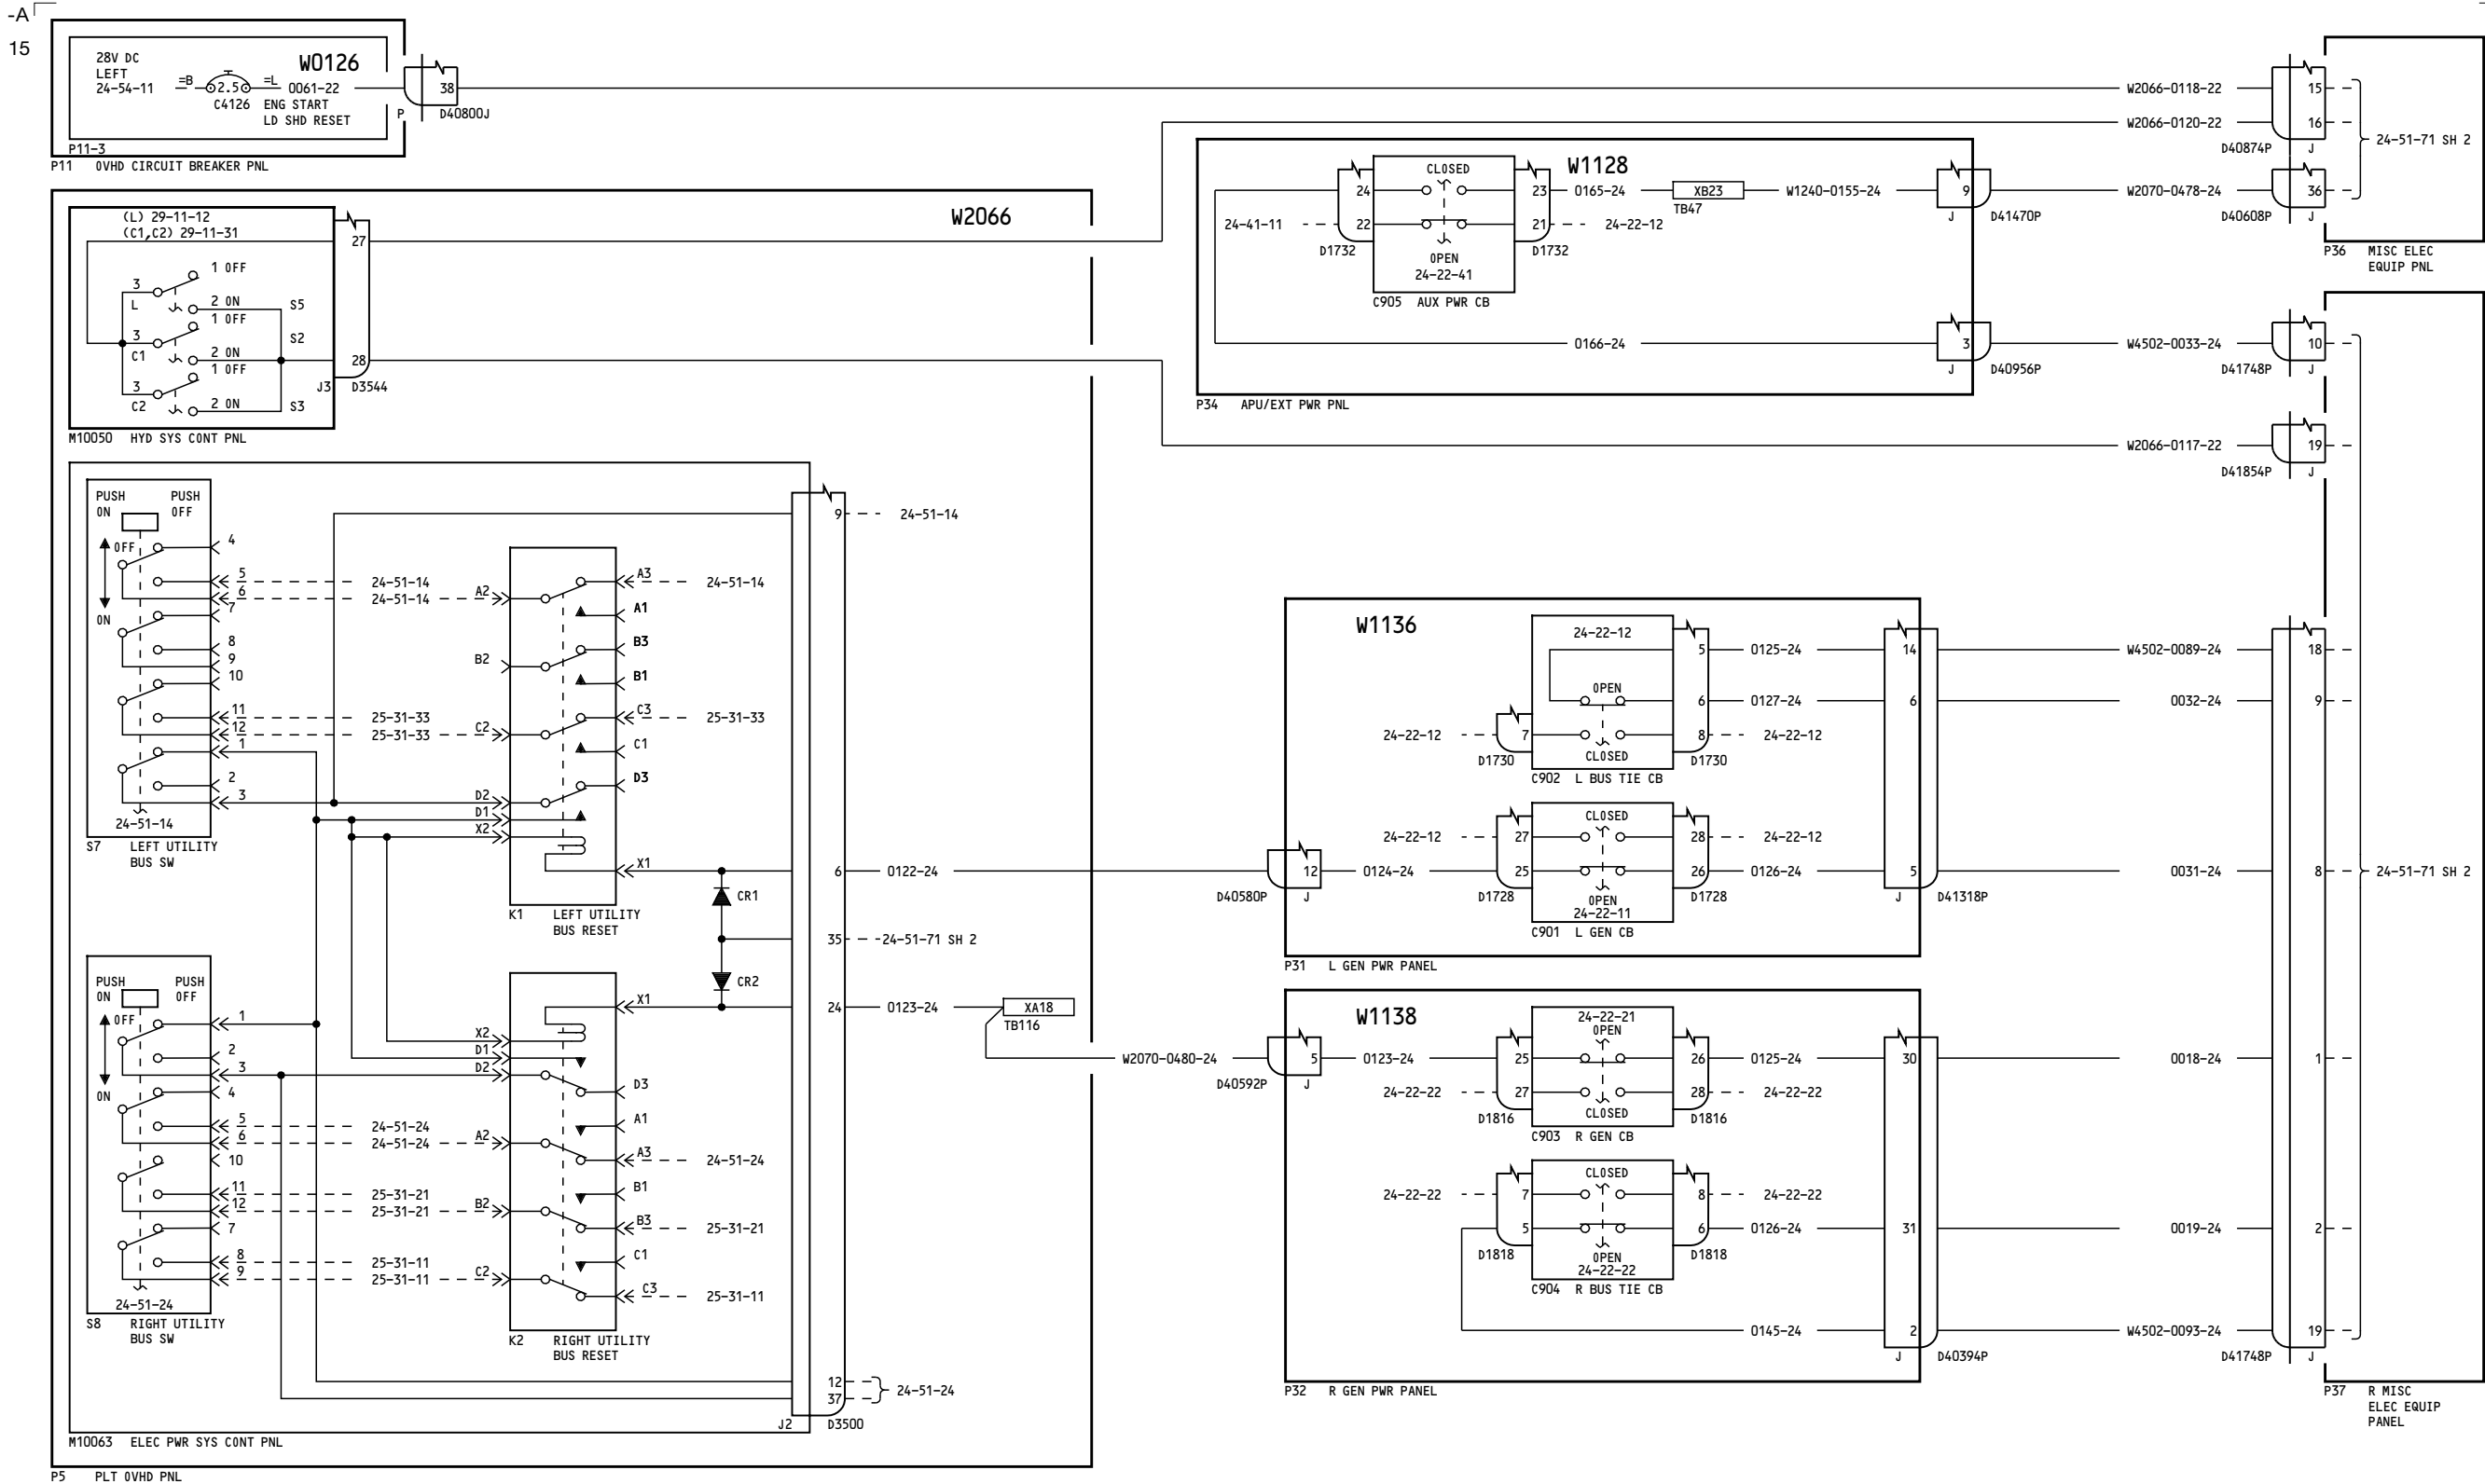 -A
15
28V DC
LEFT
24-54-11
=B
2.5
=L
0061-22
W0126
C4126
ENG START
LD SHD RESET
P
38
D40800J
P11-3
P11 0VHD CIRCUIT BREAKER PNL
W2066-0118-22
W2066-0120-22
15
16
D40874P J
24-51-71 SH 2
W2070-0478-24
36
D40608P J
P36 MISC ELEC
EQUIP PNL
W2066
(L) 29-11-12
(C1,C2) 29-11-31
27
1 OFF
3
L
2 ON
S5
1 OFF
3
C1
2 ON
S2
28
1 OFF
3
C2
2 ON
S3
J3 D3544
M10050 HYD SYS CONT PNL
W1128
CLOSED
24
23
0165-24
XB23
TB47
W1240-0155-24
9
J D41470P
24-41-11
22
21
24-22-12
D1732
D1732
OPEN
24-22-41
C905 AUX PWR CB
0166-24
3
J D40956P
P34 APU/EXT PWR PNL
W4502-0033-24
10
D41748P J
W2066-0117-22
19
D41854P J
PUSH
ON
PUSH
OFF
OFF
ON
4
5
6
7
8
9
10
11
12
1
2
3
24-51-14
24-51-14
25-31-33
25-31-33
24-51-14
S7 LEFT UTILITY
BUS SW
A2
B2
C2
D2
D1
X2
A3
A1
B3
B1
C3
C1
D3
X1
24-51-14
25-31-33
K1 LEFT UTILITY
BUS RESET
CR1
CR2
9
24-51-14
6
0122-24
35
24-51-71 SH 2
24
0123-24
XA18
TB116
W2070-0480-24
PUSH
ON
PUSH
OFF
OFF
ON
1
2
3
4
5
6
10
11
12
7
8
9
24-51-24
24-51-24
25-31-21
25-31-21
25-31-11
25-31-11
24-51-24
S8 RIGHT UTILITY
BUS SW
X2
D1
D2
A2
B2
C2
X1
D3
A1
A3
B1
B3
C1
C3
24-51-24
25-31-21
25-31-11
K2 RIGHT UTILITY
BUS RESET
12
37
24-51-24
J2 D3500
M10063 ELEC PWR SYS CONT PNL
P5 PLT 0VHD PNL
W1136
24-22-12
5
0125-24
14
W4502-0089-24
18
OPEN
6
0127-24
6
0032-24
9
24-22-12
7
8
24-22-12
D1730
CLOSED
D1730
C902 L BUS TIE CB
CLOSED
24-22-12
27
28
24-22-12
D40580P
12
J
0124-24
25
26
0126-24
5
0031-24
8
24-51-71 SH 2
D1728
OPEN
24-22-11
D1728
C901 L GEN CB
J D41318P
P31 L GEN PWR PANEL
W1138
24-22-21
OPEN
D40592P
5
J
0123-24
25
26
0125-24
30
0018-24
1
24-22-22
27
28
24-22-22
D1816
CLOSED
D1816
C903 R GEN CB
CLOSED
24-22-22
7
8
24-22-22
5
6
0126-24
31
0019-24
2
D1818
OPEN
24-22-22
D1818
C904 R BUS TIE CB
0145-24
2
W4502-0093-24
19
J D40394P
D41748P J
P32 R GEN PWR PANEL
P37 R MISC
ELEC EQUIP
PANEL